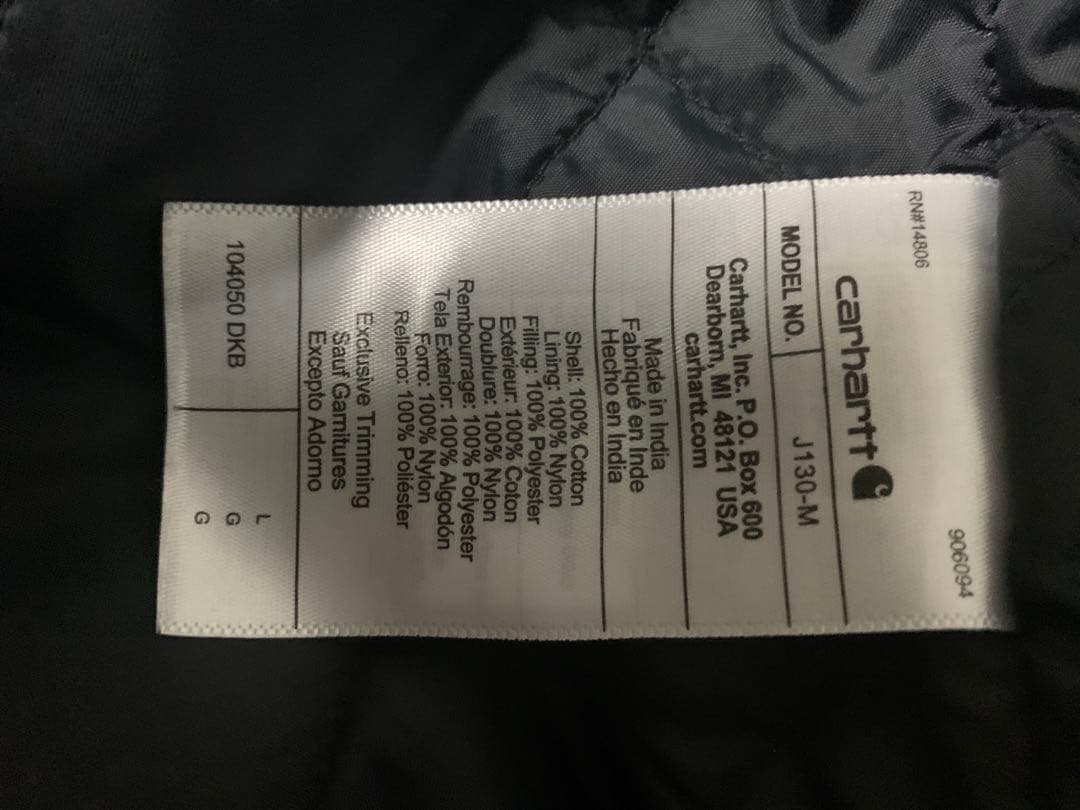 RN#14806
906094
carhartt
MODEL NO. J130-M
Carhartt, Inc. P.O. Box 600
Dearborn, MI 48121 USA
carhartt.com
Made in India
Fabriqué en Inde
Hecho en India
Shell: 100% Cotton
Lining: 100% Nylon
Filling: 100% Polyester
Extérieur: 100% Coton
Doublure: 100% Nylon
Rembourrage: 100% Polyester
Tela Exterior: 100% Algodón
Forro: 100% Nylon
Relleno: 100% Poliéster
Exclusive Trimming
Sauf Garnitures
Excepto Adorno
104050 DKB
L
G
G